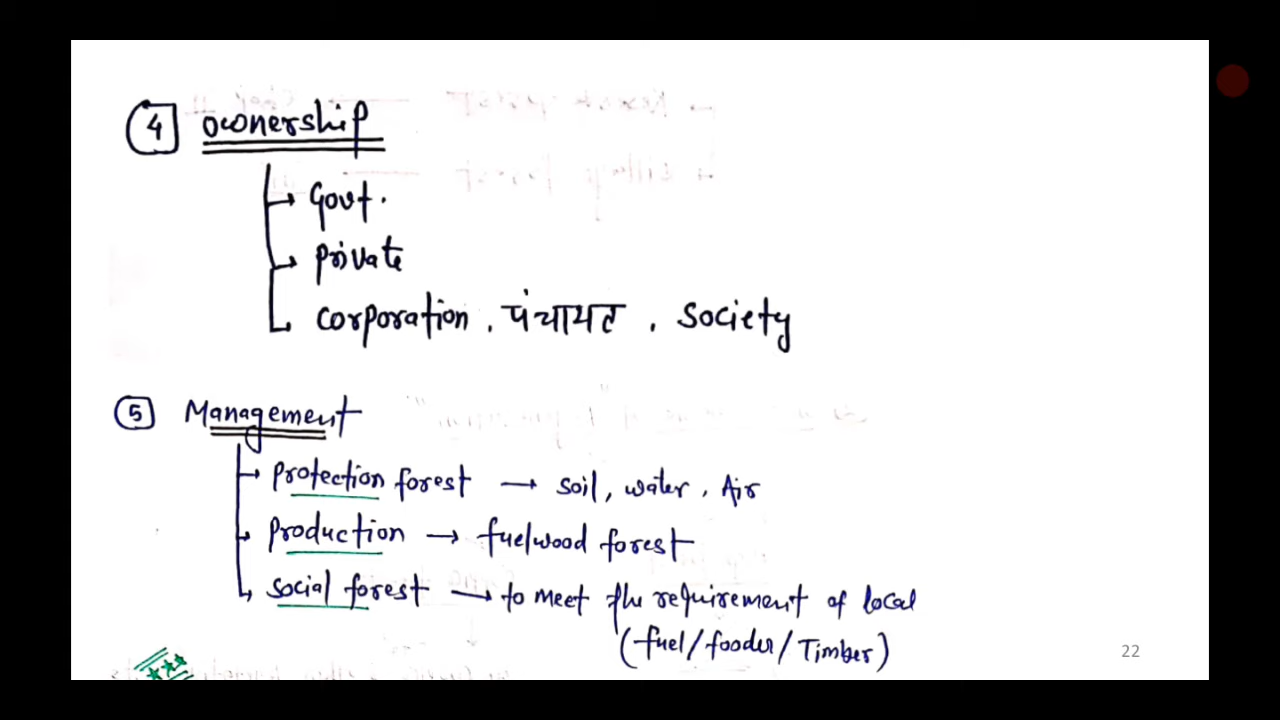 4 ownership
→ Govt.
→ private
corporation, पंचायत, society
5 Management
→ protection forest → soil, water, Air
→ production → fuelwood forest
→ social forest → to meet the requirement of local
(fuel/fooder/Timber)
22